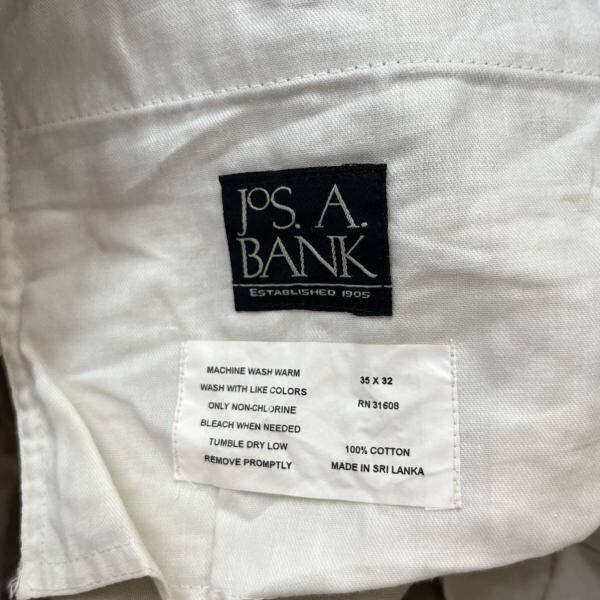 JOS. A.
BANK
ESTABLISHED 1905
MACHINE WASH WARM
WASH WITH LIKE COLORS
ONLY NON-CHLORINE
BLEACH WHEN NEEDED
TUMBLE DRY LOW
REMOVE PROMPTLY
35 X 32
RN 31608
100% COTTON
MADE IN SRI LANKA